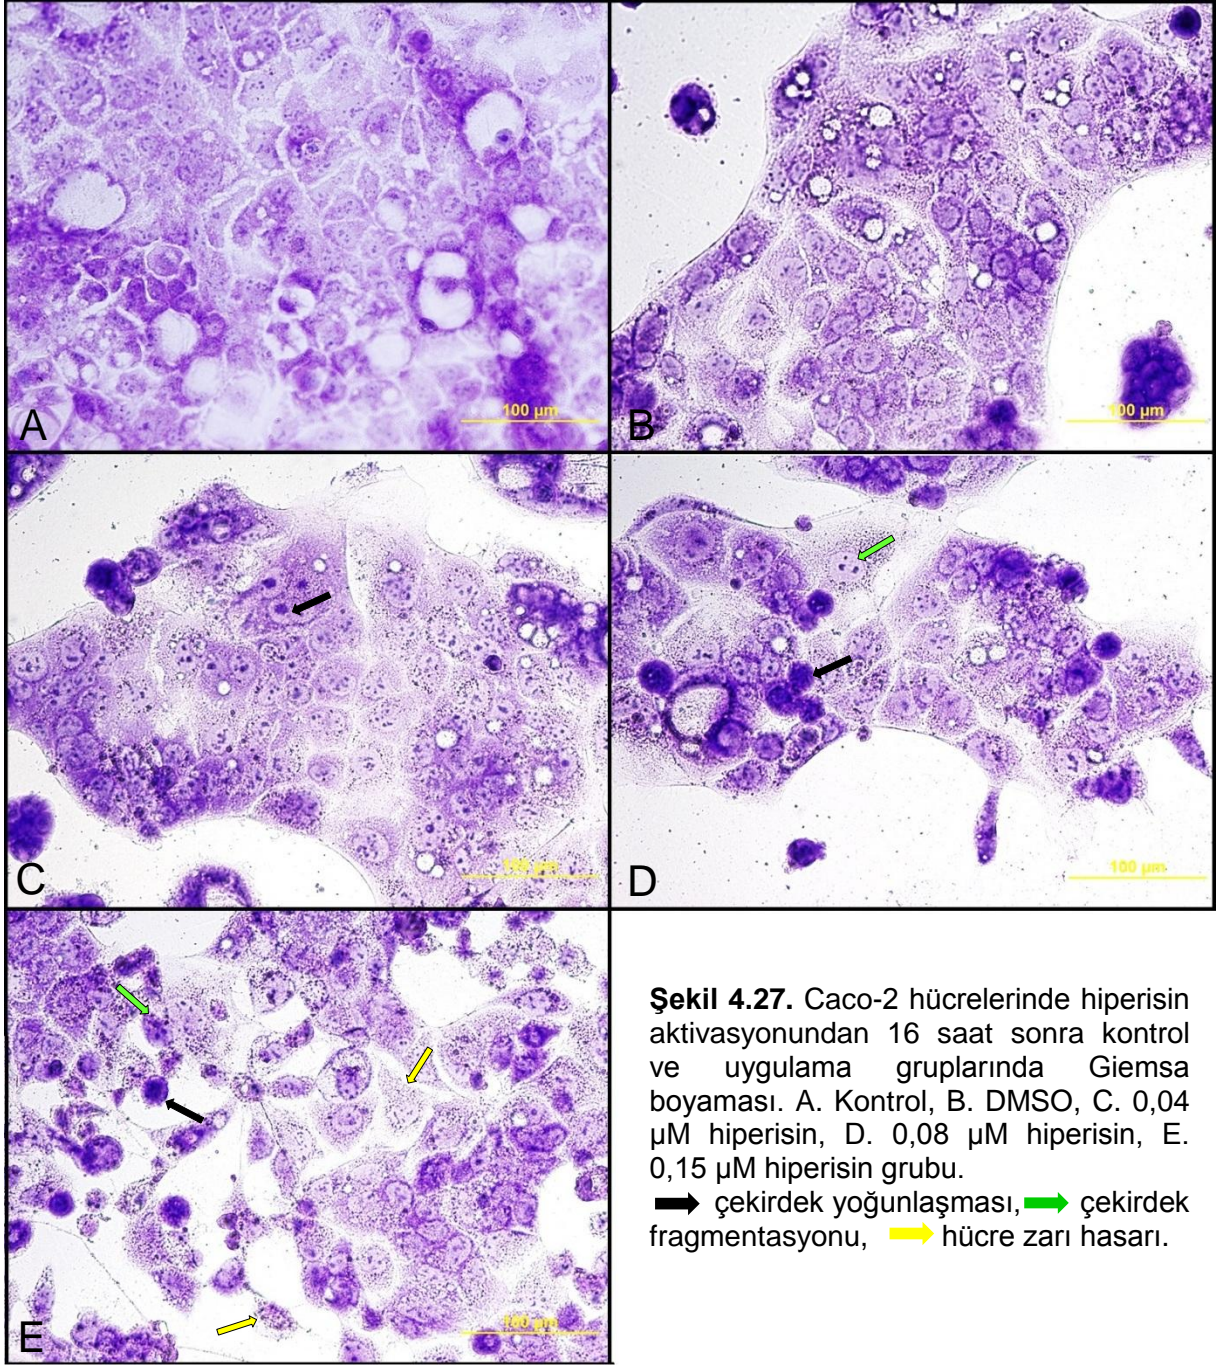 100 µm
A
100 µm
B
100 µm
C
100 µm
D
100 µm
E
Şekil 4.27. Caco-2 hücrelerinde hiperisin
aktivasyonundan 16 saat sonra kontrol
ve uygulama gruplarında Giemsa
boyaması. A. Kontrol, B. DMSO, C. 0,04
µM hiperisin, D. 0,08 µM hiperisin, E.
0,15 µM hiperisin grubu.
çekirdek yoğunlaşması, çekirdek
fragmentasyonu, hücre zarı hasarı.